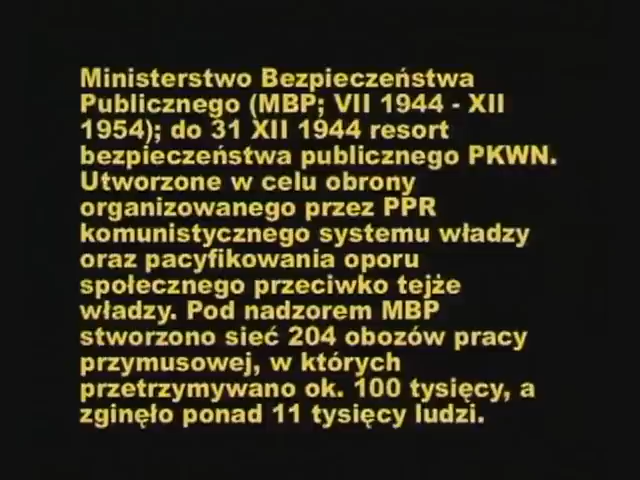 Ministerstwo Bezpieczeństwa
Publicznego (MBP; VII 1944 - XII
1954); do 31 XII 1944 resort
bezpieczeństwa publicznego PKWN.
Utworzone w celu obrony
organizowanego przez PPR
komunistycznego systemu władzy
oraz pacyfikowania oporu
społecznego przeciwko tejże
władzy. Pod nadzorem MBP
stworzono sieć 204 obozów pracy
przymusowej, w których
przetrzymywano ok. 100 tysięcy, a
zginęło ponad 11 tysięcy ludzi.